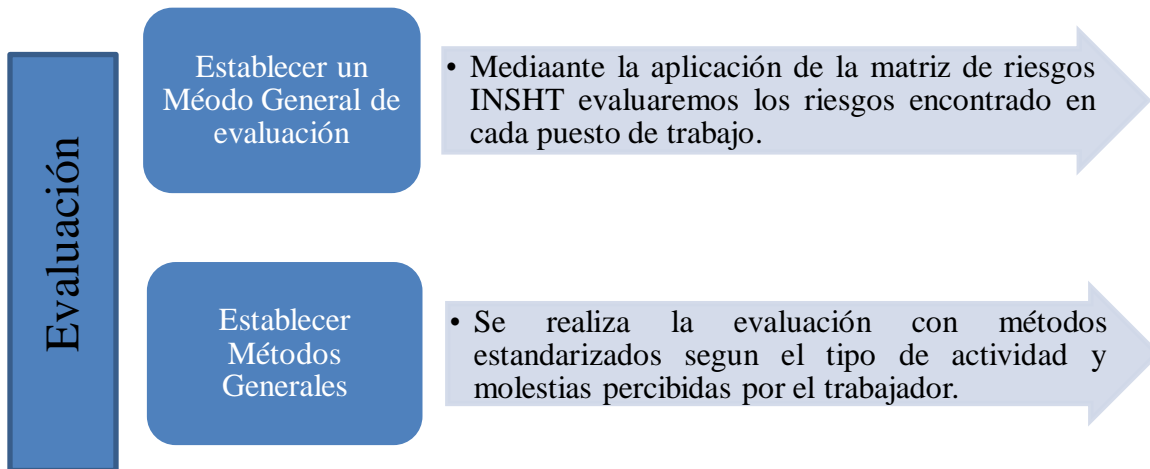 Evaluación
Establecer un
Méodo General de
evaluación
• Mediaante la aplicación de la matriz de riesgos
INSHT evaluaremos los riesgos encontrado en
cada puesto de trabajo.
Establecer
Métodos
Generales
• Se realiza la evaluación con métodos
estandarizados segun el tipo de actividad y
molestias percibidas por el trabajador.